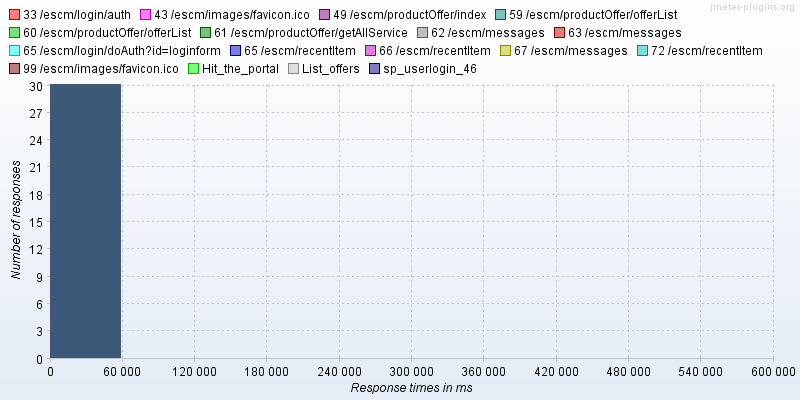 jmeter-plugins.org
33 /escm/login/auth 43 /escm/images/favicon.ico 49 /escm/productOffer/index 59 /escm/productOffer/offerList
60 /escm/productOffer/offerList 61 /escm/productOffer/getAllService 62 /escm/messages 63 /escm/messages
65 /escm/login/doAuth?id=loginform 65 /escm/recentItem 66 /escm/recentItem 67 /escm/messages 72 /escm/recentItem
99 /escm/images/favicon.ico Hit_the_portal List_offers sp_userlogin_46
30
27
24
21
18
15
12
9
6
3
0
Number of responses
0 60 000 120 000 180 000 240 000 300 000 360 000 420 000 480 000 540 000 600 000
Response times in ms